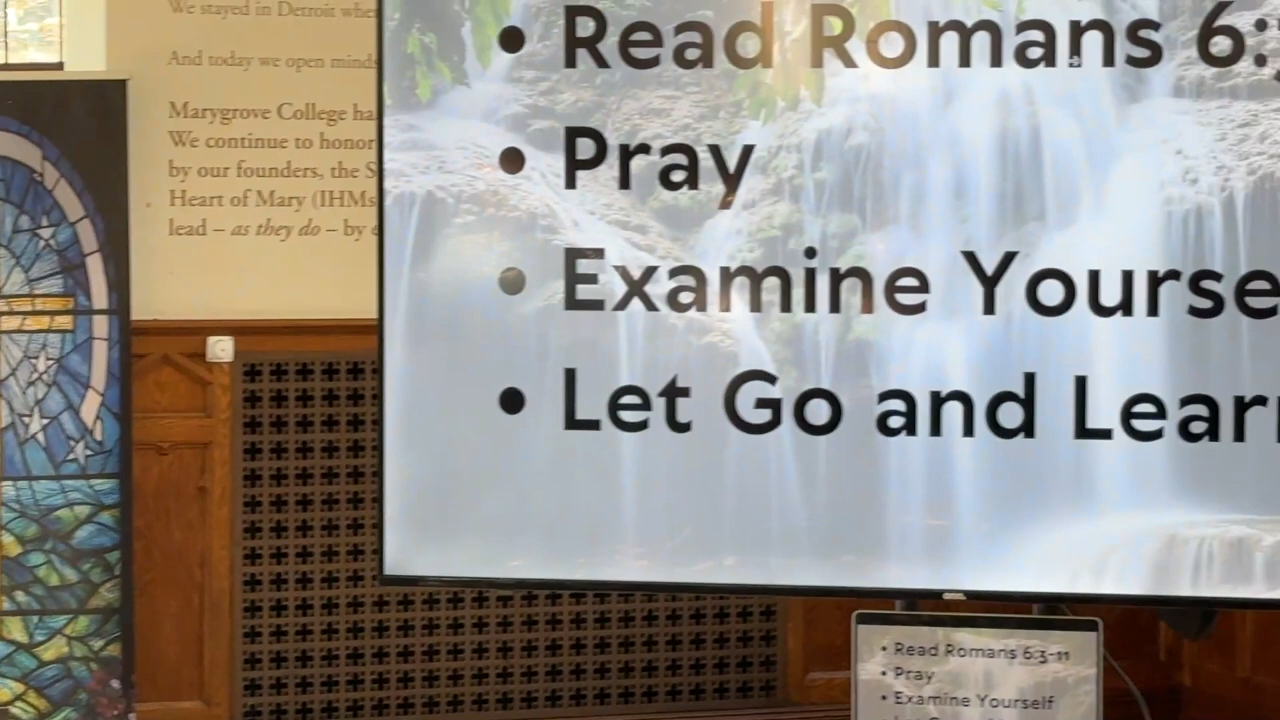 We stayed in Detroit when
And today we open minds
Marygrove College ha
We continue to honor
by our founders, the S
Heart of Mary (IHMs
lead – as they do – by e
• Read Romans 6:
• Pray
• Examine Yourse
• Let Go and Lear
• Read Romans 6:3-11
• Pray
• Examine Yourself